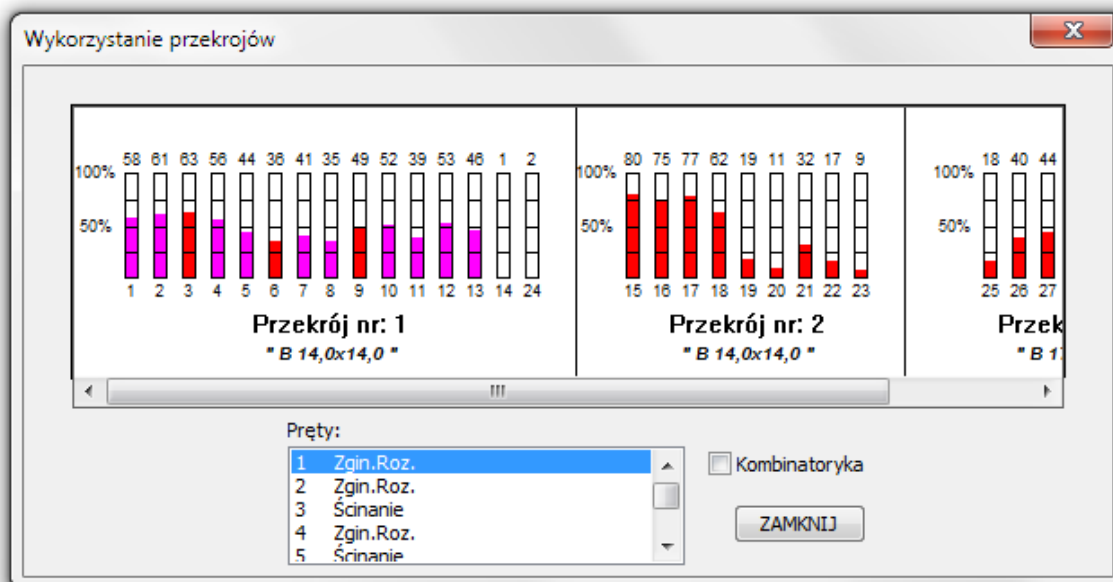 Wykorzystanie przekrojów
58 61 63 56 44 36 41 35 49 52 39 53 46 1 2
100%
50%
1 2 3 4 5 6 7 8 9 10 11 12 13 14 24
Przekrój nr: 1
" B 14,0x14,0 "
80 75 77 62 19 11 32 17 9
100%
50%
15 16 17 18 19 20 21 22 23
Przekrój nr: 2
" B 14,0x14,0 "
18 40 44
100%
50%
25 26 27
Przek
" B 1
Pręty:
1 Zgin.Roz.
2 Zgin.Roz.
3 Ścinanie
4 Zgin.Roz.
5 Ścinanie
Kombinatoryka
ZAMKNIJ